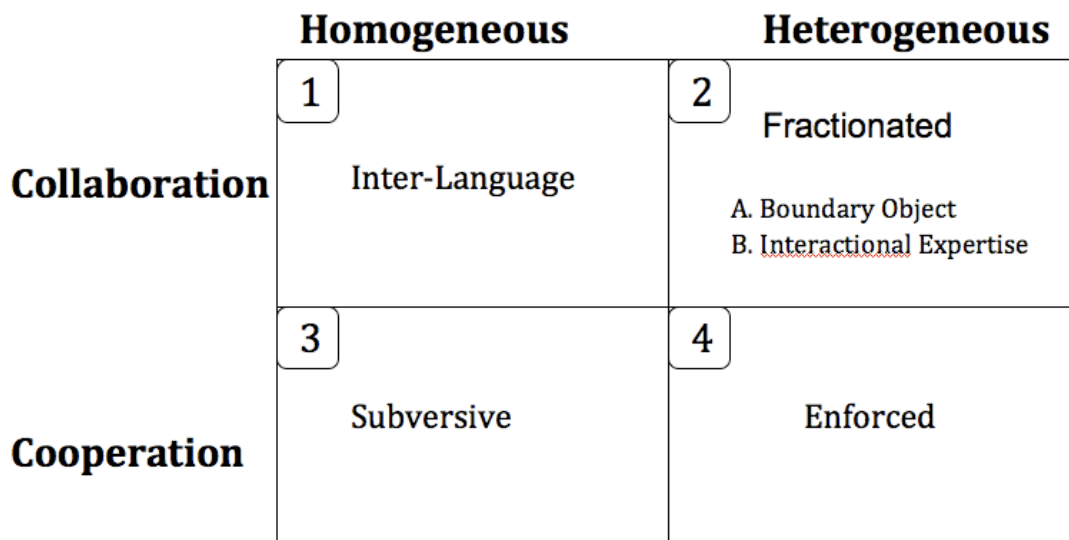 Homogeneous Heterogeneous
1 2
Fractionated
Collaboration Inter-Language
A. Boundary Object
B. Interactional Expertise
3 4
Subversive Enforced
Cooperation